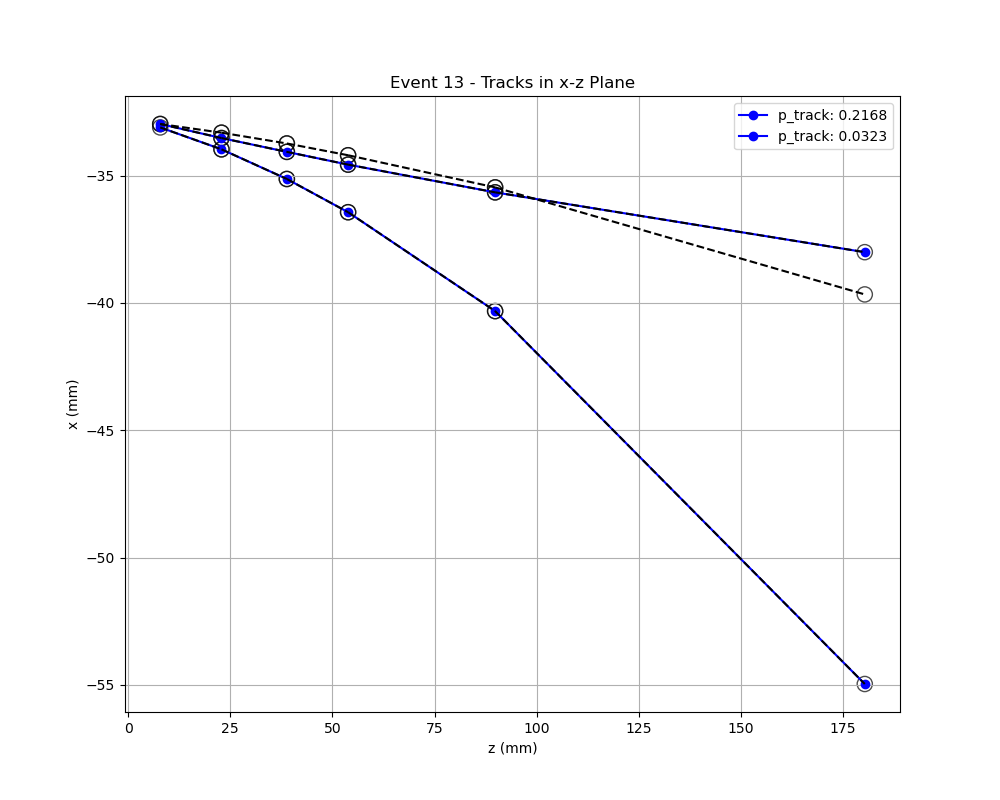 Event 13 - Tracks in x-z Plane
p_track: 0.2168
p_track: 0.0323
x (mm)
−35
−40
−45
−50
−55
0 25 50 75 100 125 150 175
z (mm)